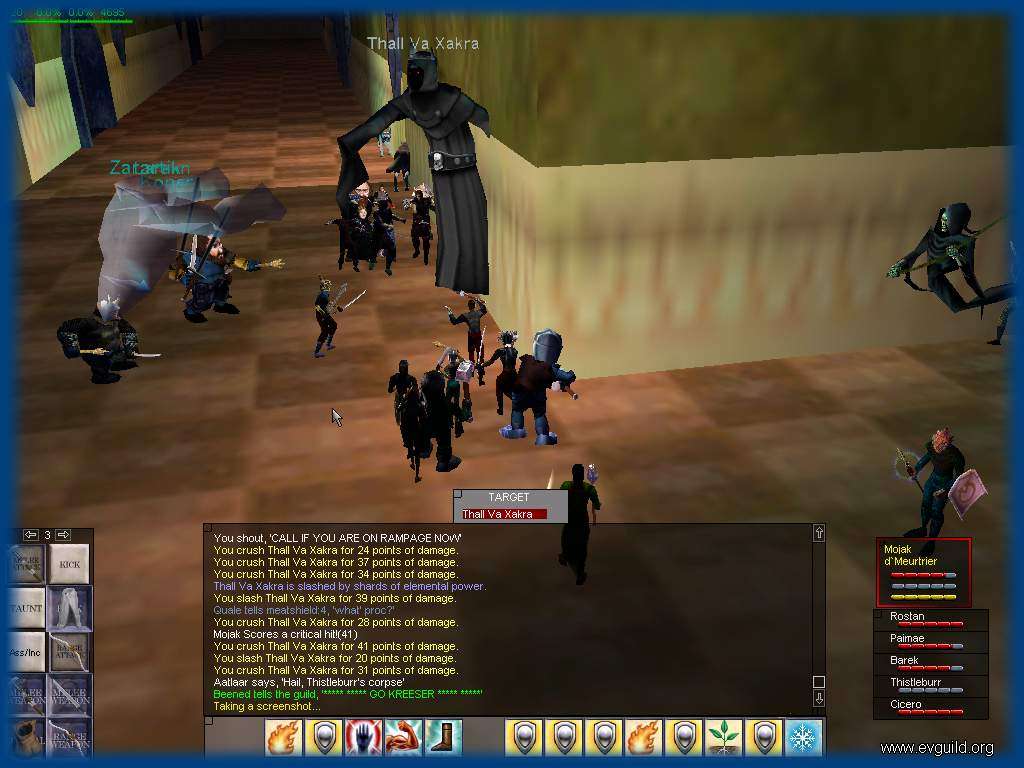 0.0% 4695
Thall Va Xakra
TARGET
Thall Va Xakra
3
KICK
You shout, 'CALL IF YOU ARE ON RAMPAGE NOW'
You crush Thall Va Xakra for 24 points of damage.
You crush Thall Va Xakra for 37 points of damage.
You crush Thall Va Xakra for 34 points of damage.
Thall Va Xakra is slashed by shards of elemental power.
You slash Thall Va Xakra for 39 points of damage.
Quale tells meatshield:4, 'what' proc?'
You crush Thall Va Xakra for 28 points of damage.
Mojak Scores a critical hit!(41)
You crush Thall Va Xakra for 41 points of damage.
You slash Thall Va Xakra for 20 points of damage.
You crush Thall Va Xakra for 31 points of damage.
Aatlaar says, 'Hail, Thistleburr's corpse'
Beened tells the guild, '***** ***** GO KREESER ***** *****'
Taking a screenshot...
Ass/Inc
RANGE
WEAPON
Mojak
d`Meurtrier
Rostan
Paimae
Barek
Thistleburr
Cicero
www.evguild.org